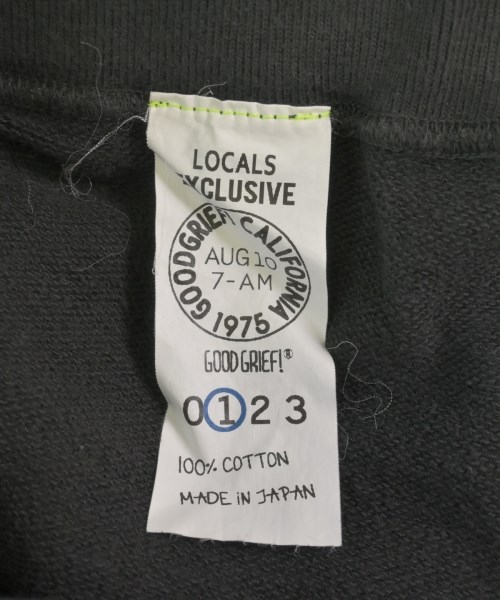 LOCALS
EXCLUSIVE
GOODGRIEF CALIFORNIA
AUG 10
7-AM
1975
GOOD GRIEF!®
0 1 2 3
100% COTTON
MADE IN JAPAN